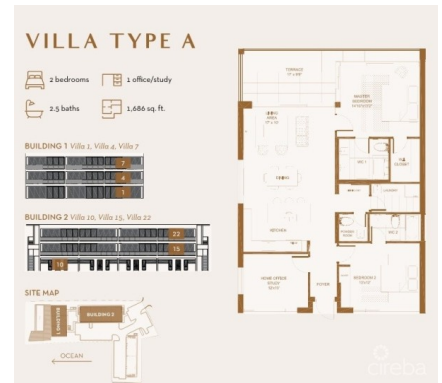 VILLA TYPE A
2 bedrooms
1 office/study
2.5 baths
1,686 sq. ft.
BUILDING 1 Villa 1, Villa 4, Villa 7
7
4
1
BUILDING 2 Villa 10, Villa 15, Villa 22
22
15
10
SITE MAP
BUILDING 1
BUILDING 2
OCEAN
TERRACE
MASTER
BEDROOM
LIVING
AREA
CLOSET
DINING
LAUNDRY
POWDER
ROOM
KITCHEN
HOME OFFICE
FOYER
BEDROOM 2
cireba